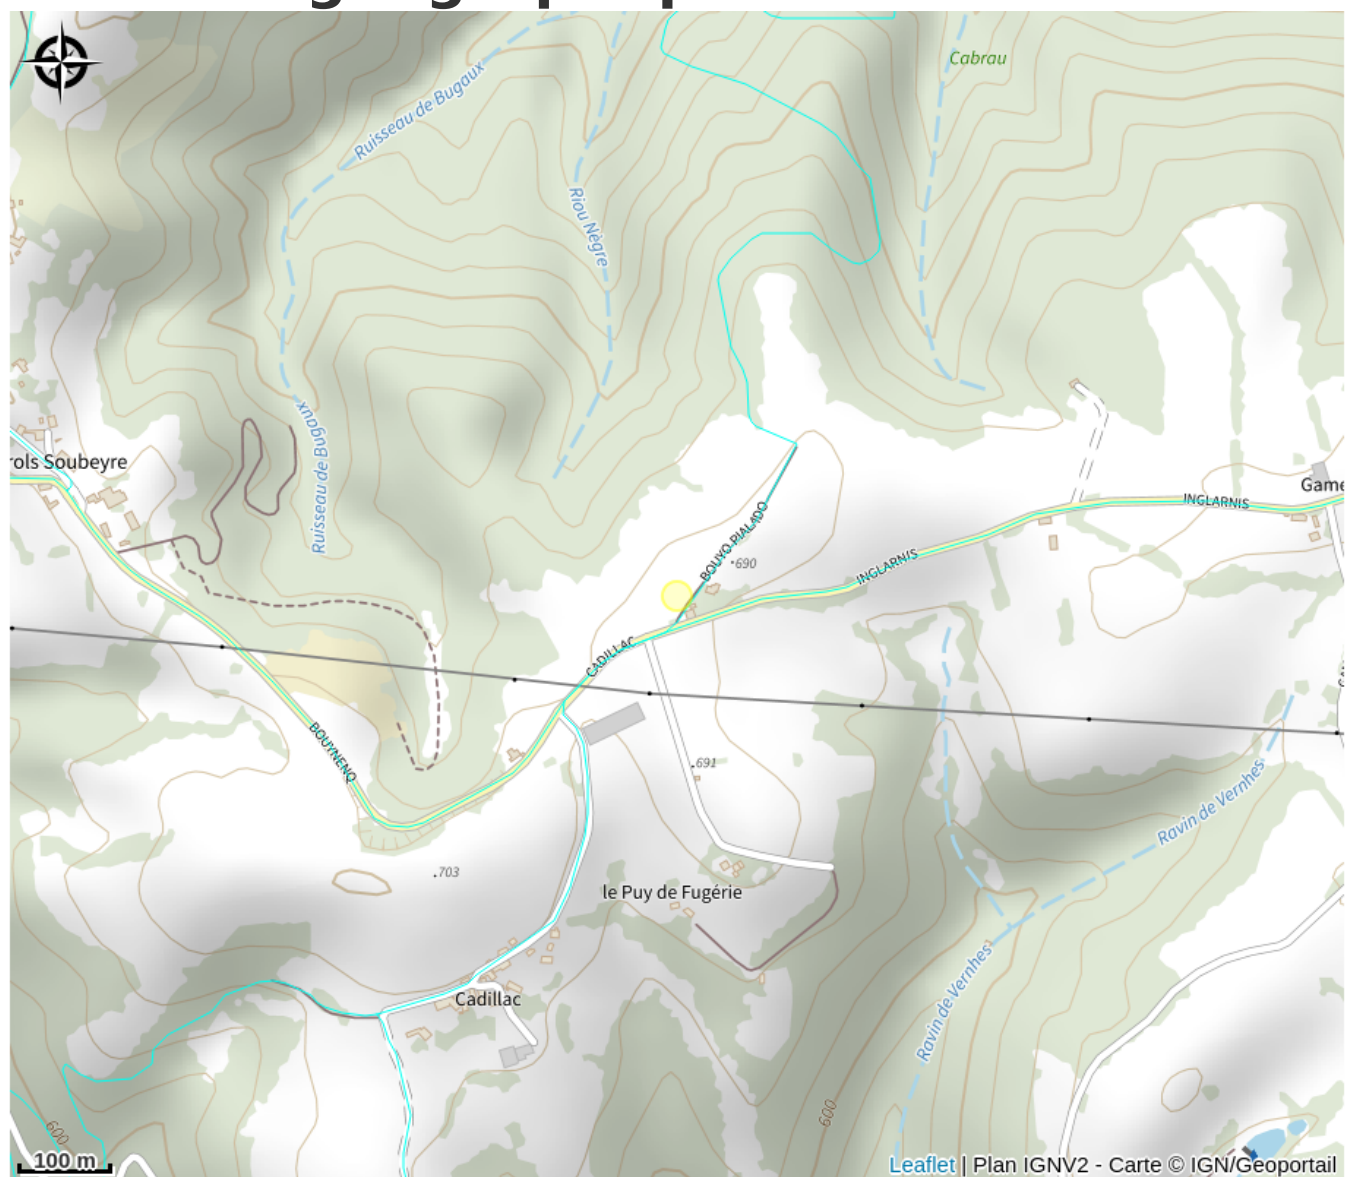 Cabrau
Ruisseau de Bugaux
Riou Nègre
Ruisseau de Bugaux
rols Soubeyre
Game
INGLARNIS
BOUYO PIALADO
690
INGLARNIS
CADILLAC
BOUYNENQ
691
703
Ravin de Vernhes
le Puy de Fugérie
Cadillac
Ravin de Vernhes
600
600
100 m
Leaflet | Plan IGNV2 - Carte © IGN/Geoportail